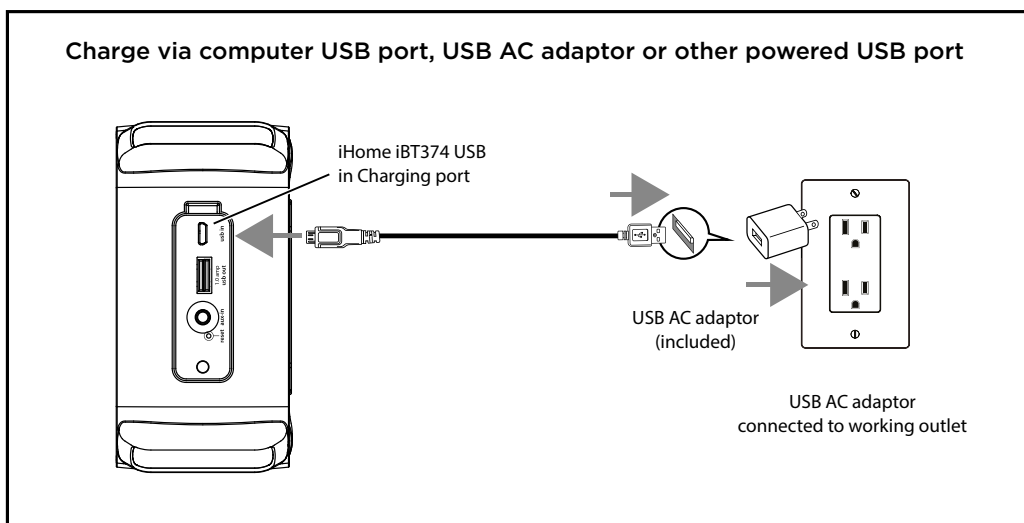 Charge via computer USB port, USB AC adaptor or other powered USB port
iHome iBT374 USB
in Charging port
usb in
1.0 amp
usb out
aux-in
reset
USB AC adaptor
(included)
USB AC adaptor
connected to working outlet